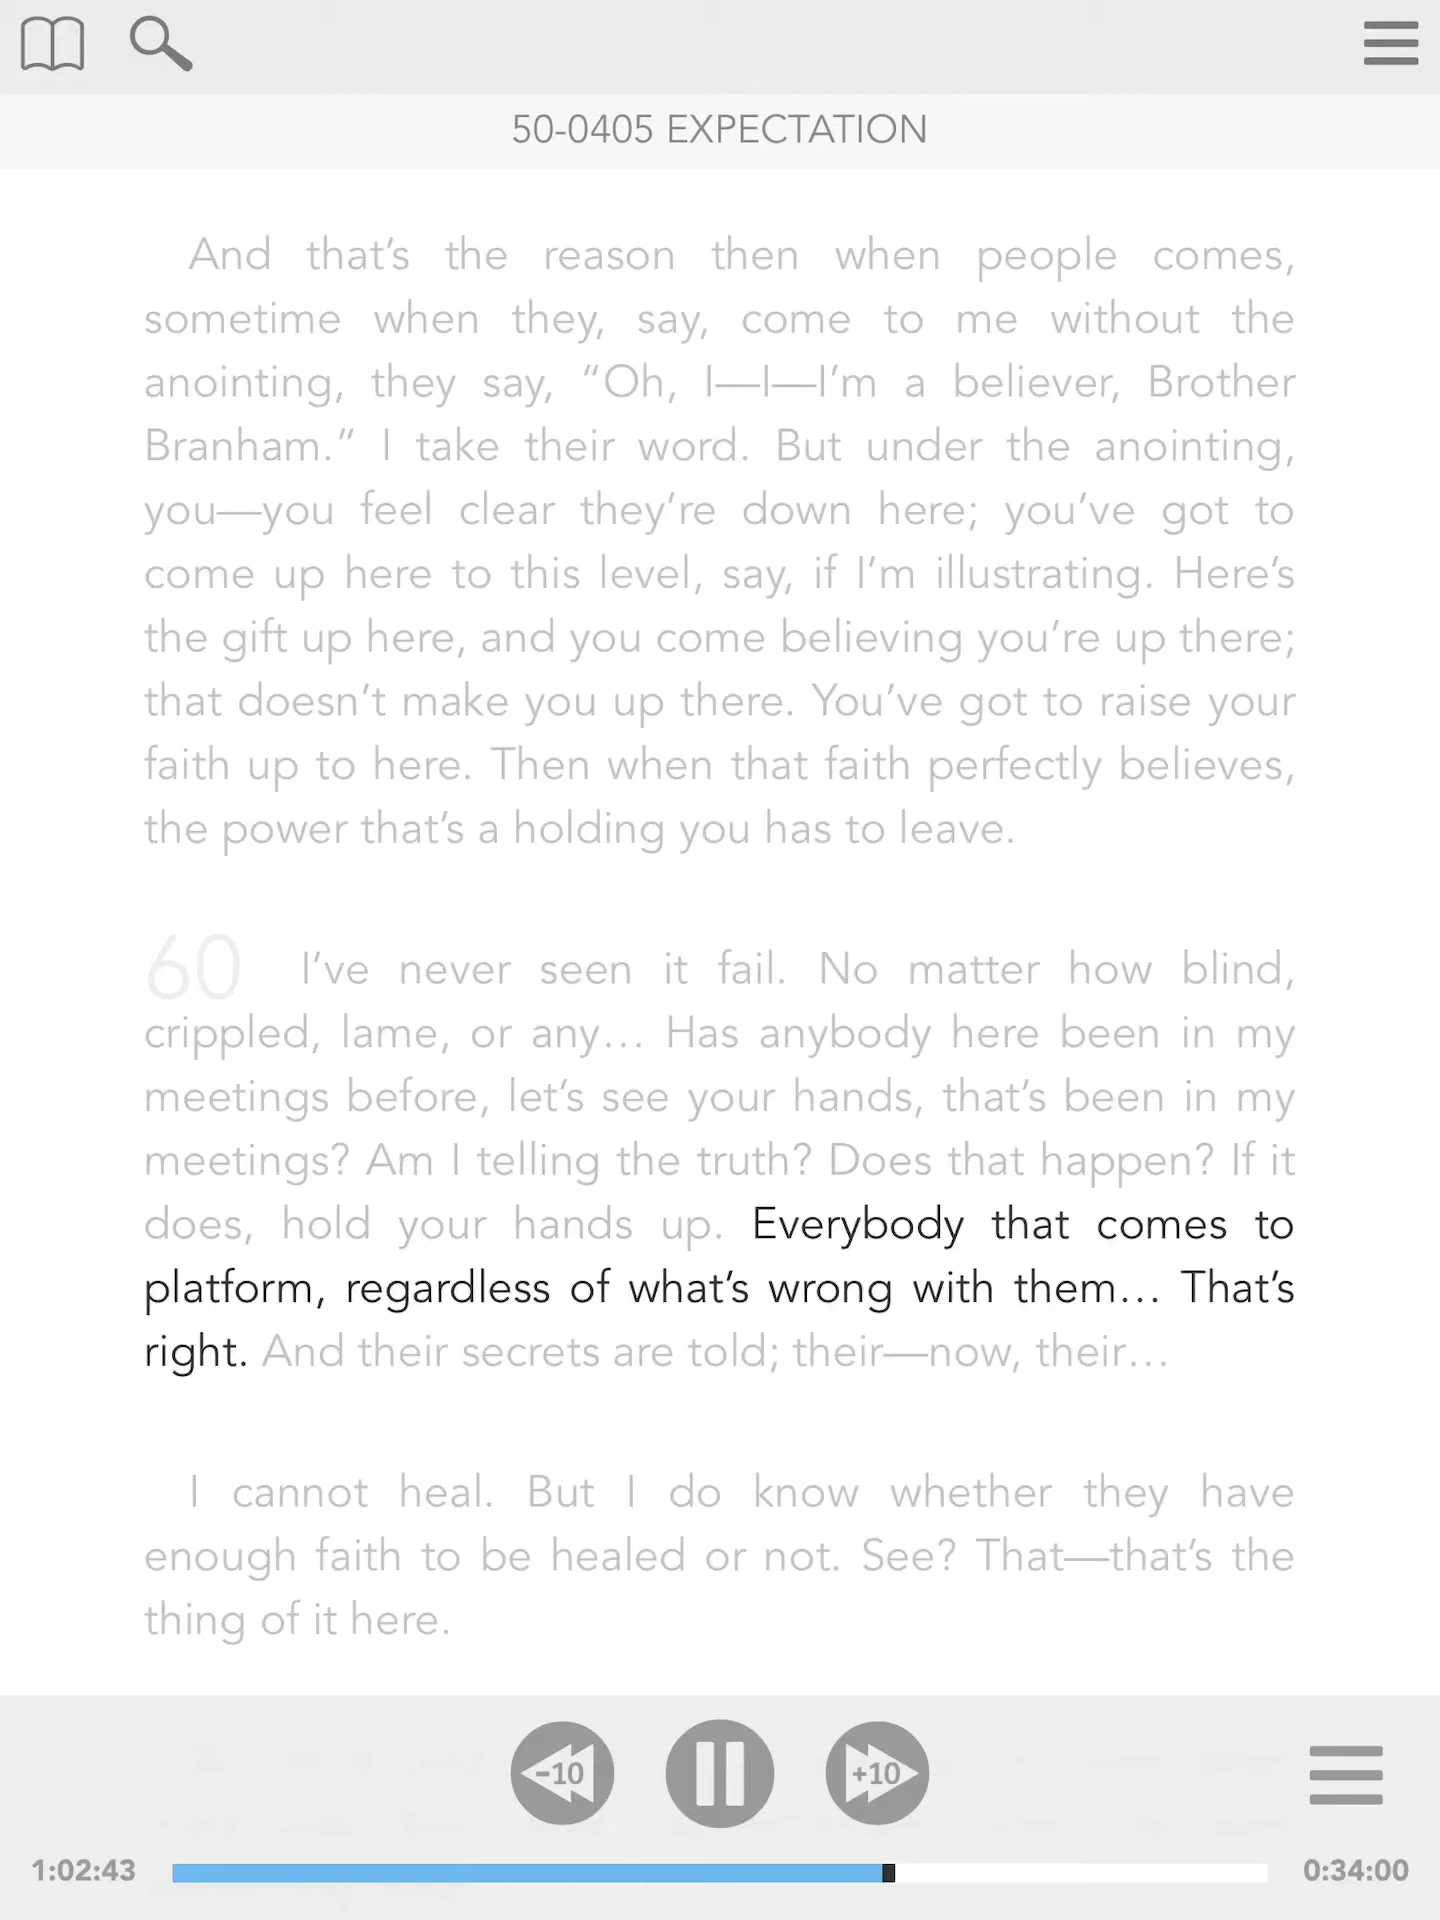 50-0405 EXPECTATION
And that’s the reason then when people comes,
sometime when they, say, come to me without the
anointing, they say, “Oh, I—I—I’m a believer, Brother
Branham.” I take their word. But under the anointing,
you—you feel clear they’re down here; you’ve got to
come up here to this level, say, if I’m illustrating. Here’s
the gift up here, and you come believing you’re up there;
that doesn’t make you up there. You’ve got to raise your
faith up to here. Then when that faith perfectly believes,
the power that’s a holding you has to leave.
60 I’ve never seen it fail. No matter how blind,
crippled, lame, or any… Has anybody here been in my
meetings before, let’s see your hands, that’s been in my
meetings? Am I telling the truth? Does that happen? If it
does, hold your hands up. Everybody that comes to
platform, regardless of what’s wrong with them… That’s
right. And their secrets are told; their—now, their…
I cannot heal. But I do know whether they have
enough faith to be healed or not. See? That—that’s the
thing of it here.
-10 +10
1:02:43 0:34:00